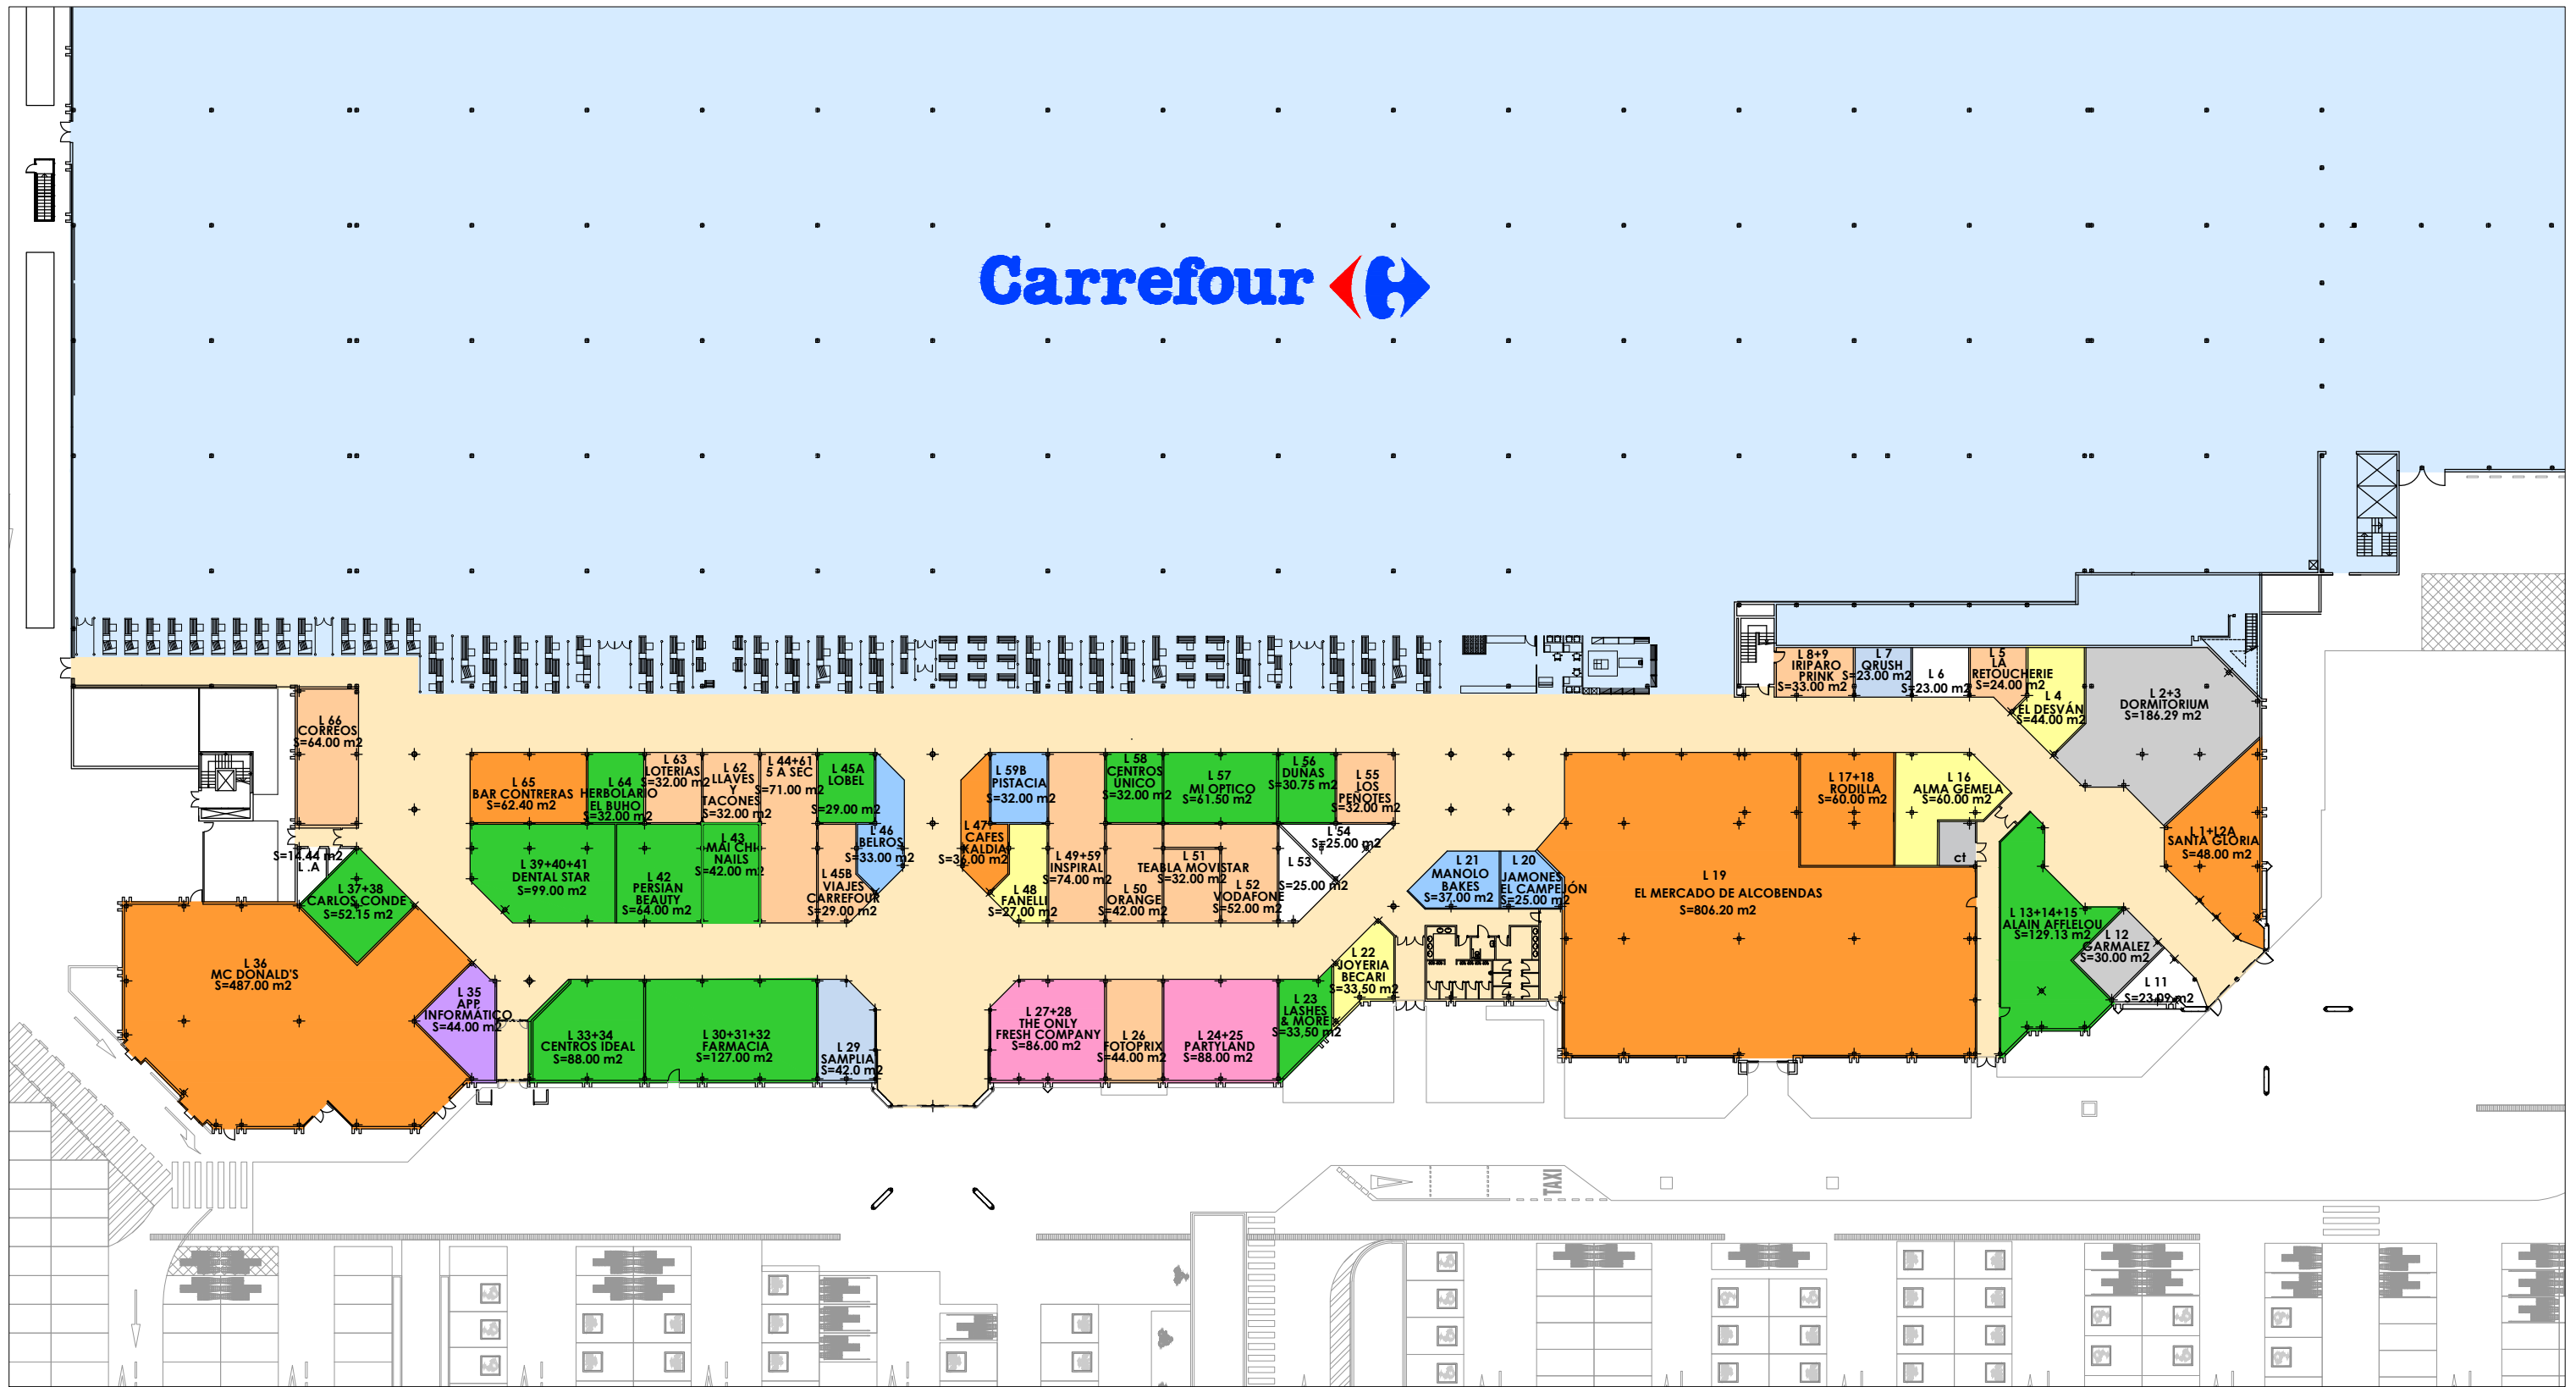 Carrefour
L 8+9
IRIPARO
PRINK
S=33.00 m2
L 7
QRUSH
S=23.00 m2
L 6
S=23.00 m2
L 5
LA
RETOUCHERIE
S=24.00 m2
L 4
EL DESVÁN
S=44.00 m2
L 2+3
DORMITORIUM
S=186.29 m2
L 66
CORREOS
S=64.00 m2
L 65
BAR CONTRERAS
S=62.40 m2
L 64
HERBOLARIO
EL BUHO
S=32.00 m2
L 63
LOTERIAS
S=32.00 m2
L 62
LLAVES
Y
TACONES
S=32.00 m2
L 44+61
5 A SEC
S=71.00 m2
L 45A
LOBEL
S=29.00 m2
L 46
BELROS
S=33.00 m2
L 47
CAFES
KALDIA
S=36.00 m2
L 59B
PISTACIA
S=32.00 m2
L 58
CENTROS
UNICO
S=32.00 m2
L 57
MI OPTICO
S=61.50 m2
L 56
DUÑAS
S=30.75 m2
L 55
LOS
PEÑOTES
S=32.00 m2
L 17+18
RODILLA
S=60.00 m2
L 16
ALMA GEMELA
S=60.00 m2
ct
L 1+L2A
SANTA GLORIA
S=48.00 m2
S=14.44 m2
L .A
L 37+38
CARLOS CONDE
S=52.15 m2
L 39+40+41
DENTAL STAR
S=99.00 m2
L 42
PERSIAN
BEAUTY
S=64.00 m2
L 43
MAI CHI
NAILS
S=42.00 m2
L 45B
VIAJES
CARREFOUR
S=29.00 m2
L 48
FANELLI
S=27,00 m2
L 49+59
INSPIRAL
S=74.00 m2
L 50
ORANGE
S=42.00 m2
L 51
TEABLA MOVISTAR
S=32.00 m2
L 52
VODAFONE
S=52.00 m2
L 53
S=25.00 m2
L 54
S=25.00 m2
L 21
MANOLO
BAKES
S=37.00 m2
L 20
JAMONES
EL CAMPEJÓN
S=25.00 m2
L 19
EL MERCADO DE ALCOBENDAS
S=806.20 m2
L 13+14+15
ALAIN AFFLELOU
S=129.13 m2
L 12
GARMALEZ
S=30.00 m2
L 11
S=23.09 m2
L 36
MC DONALD'S
S=487.00 m2
L 35
APP
INFORMÁTICO
S=44.00 m2
L 33+34
CENTROS IDEAL
S=88.00 m2
L 30+31+32
FARMACIA
S=127.00 m2
L 29
SAMPLIA
S=42.0 m2
L 27+28
THE ONLY
FRESH COMPANY
S=86.00 m2
L 26
FOTOPRIX
S=44.00 m2
L 24+25
PARTYLAND
S=88.00 m2
L 23
LASHES
& MORE
S=33,50 m2
L 22
JOYERIA
BECARI
S=33,50 m2
TAXI